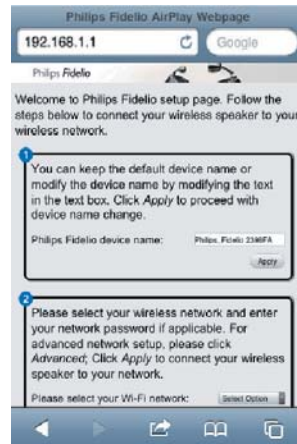 Philips Fidelio AirPlay Webpage
192.168.1.1
Google
Philips Fidelio
Welcome to Philips Fidelio setup page. Follow the
steps below to connect your wireless speaker to your
wireless network.
1
You can keep the default device name or
modify the device name by modifying the text
in the text box. Click Apply to proceed with
device name change.
Philips Fidelio device name:
Philips_Fidelio
Apply
2
Please select your wireless network and enter
your network password if applicable. For
advanced network setup, please click
Advanced; Click Apply to connect your wireless
speaker to your network.
Please select your Wi-Fi network:
Select Option